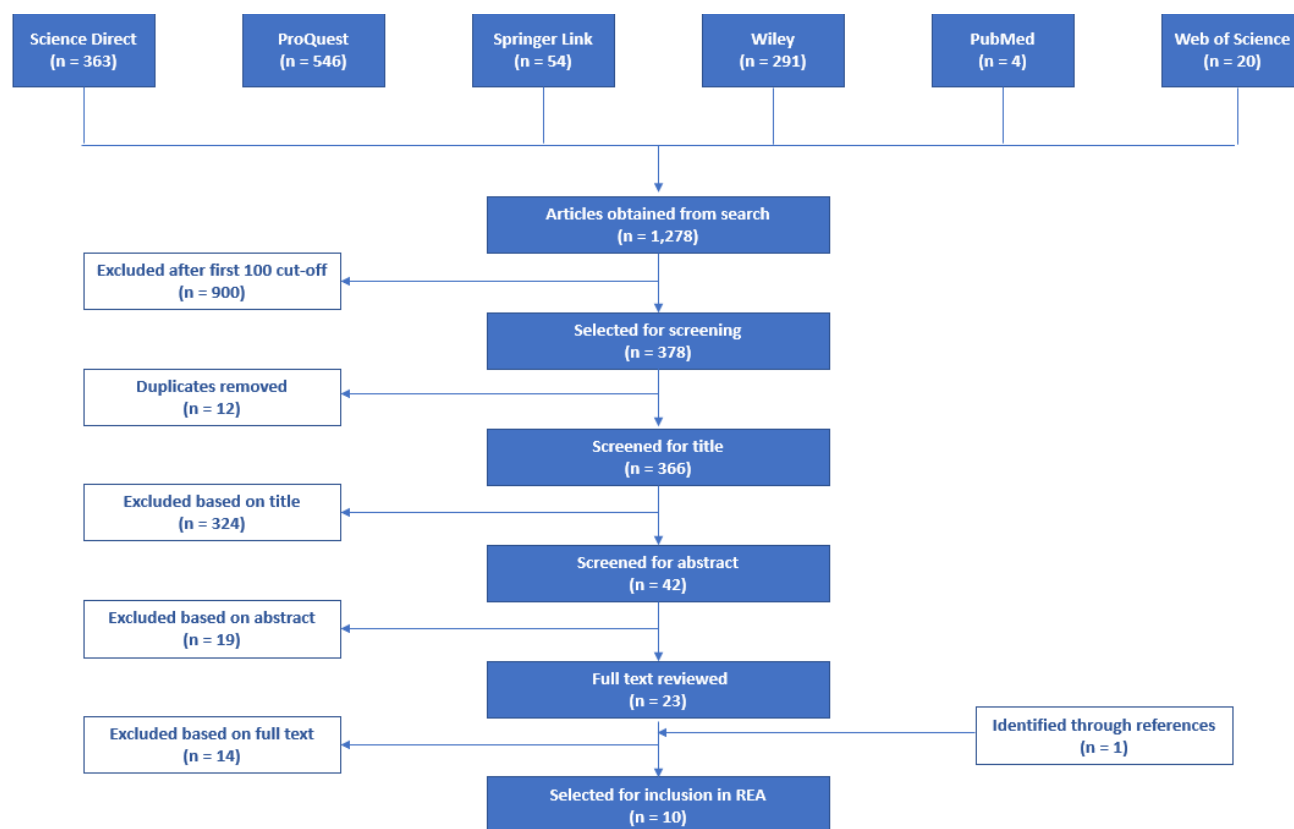 Science Direct
(n = 363)
ProQuest
(n = 546)
Springer Link
(n = 54)
Wiley
(n = 291)
PubMed
(n = 4)
Web of Science
(n = 20)
Articles obtained from search
(n = 1,278)
Excluded after first 100 cut-off
(n = 900)
Selected for screening
(n = 378)
Duplicates removed
(n = 12)
Screened for title
(n = 366)
Excluded based on title
(n = 324)
Screened for abstract
(n = 42)
Excluded based on abstract
(n = 19)
Full text reviewed
(n = 23)
Excluded based on full text
(n = 14)
Identified through references
(n = 1)
Selected for inclusion in REA
(n = 10)